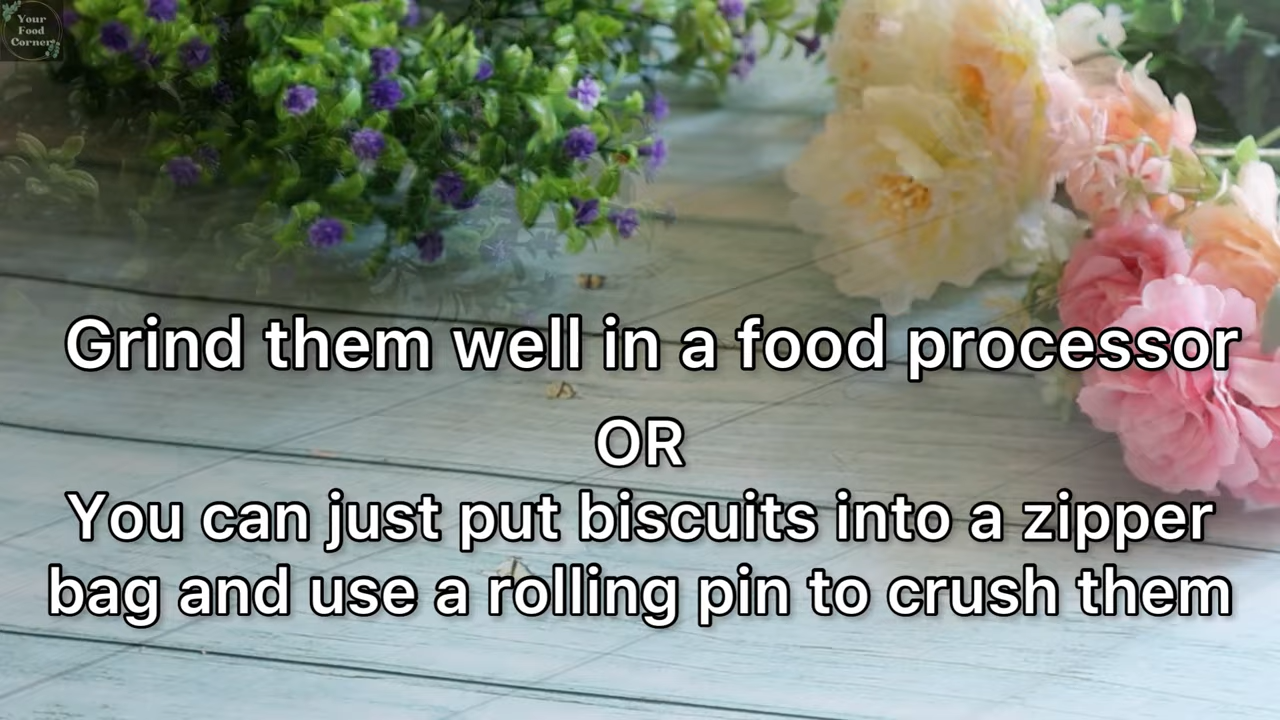 Your
Food
Corner
Grind them well in a food processor
OR
You can just put biscuits into a zipper
bag and use a rolling pin to crush them